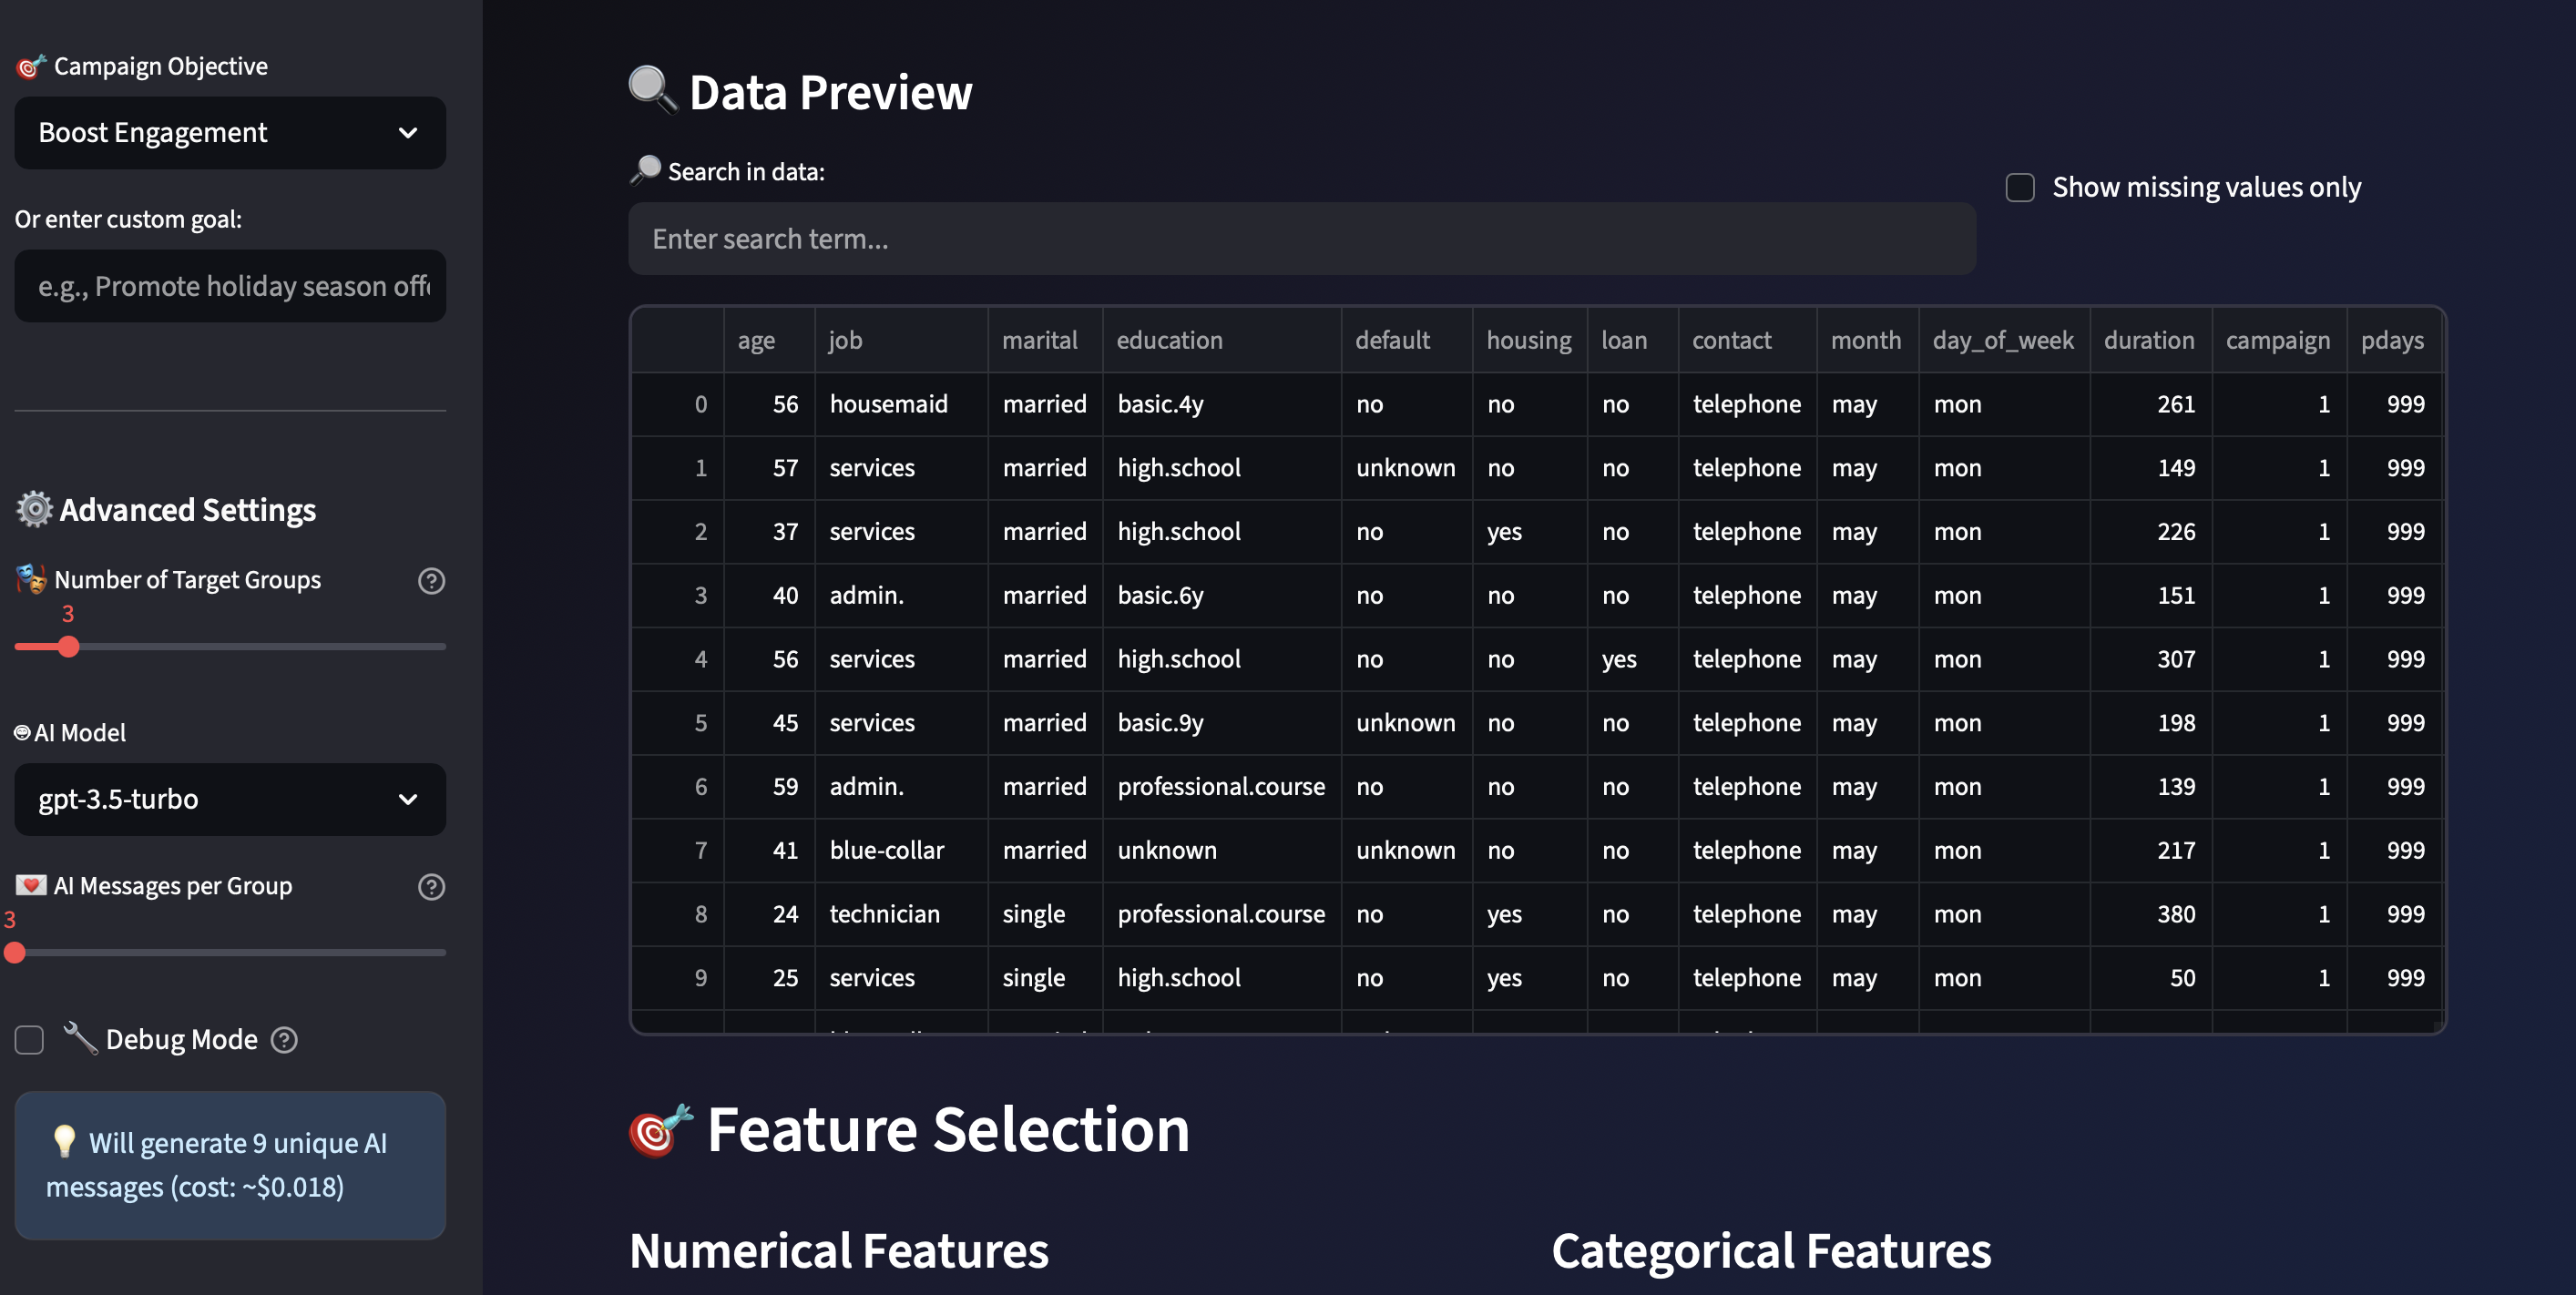 Campaign Objective
Boost Engagement
Or enter custom goal:
e.g., Promote holiday season off
Advanced Settings
Number of Target Groups
3
AI Model
gpt-3.5-turbo
AI Messages per Group
3
Debug Mode
Will generate 9 unique AI
messages (cost: ~$0.018)
Data Preview
Search in data:
Show missing values only
Enter search term...
age job marital education default housing loan contact month day_of_week duration campaign pdays
0 56 housemaid married basic.4y no no no telephone may mon 261 1 999
1 57 services married high.school unknown no no telephone may mon 149 1 999
2 37 services married high.school no yes no telephone may mon 226 1 999
3 40 admin. married basic.6y no no no telephone may mon 151 1 999
4 56 services married high.school no no yes telephone may mon 307 1 999
5 45 services married basic.9y unknown no no telephone may mon 198 1 999
6 59 admin. married professional.course no no no telephone may mon 139 1 999
7 41 blue-collar married unknown unknown no no telephone may mon 217 1 999
8 24 technician single professional.course no yes no telephone may mon 380 1 999
9 25 services single high.school no yes no telephone may mon 50 1 999
Feature Selection
Numerical Features
Categorical Features